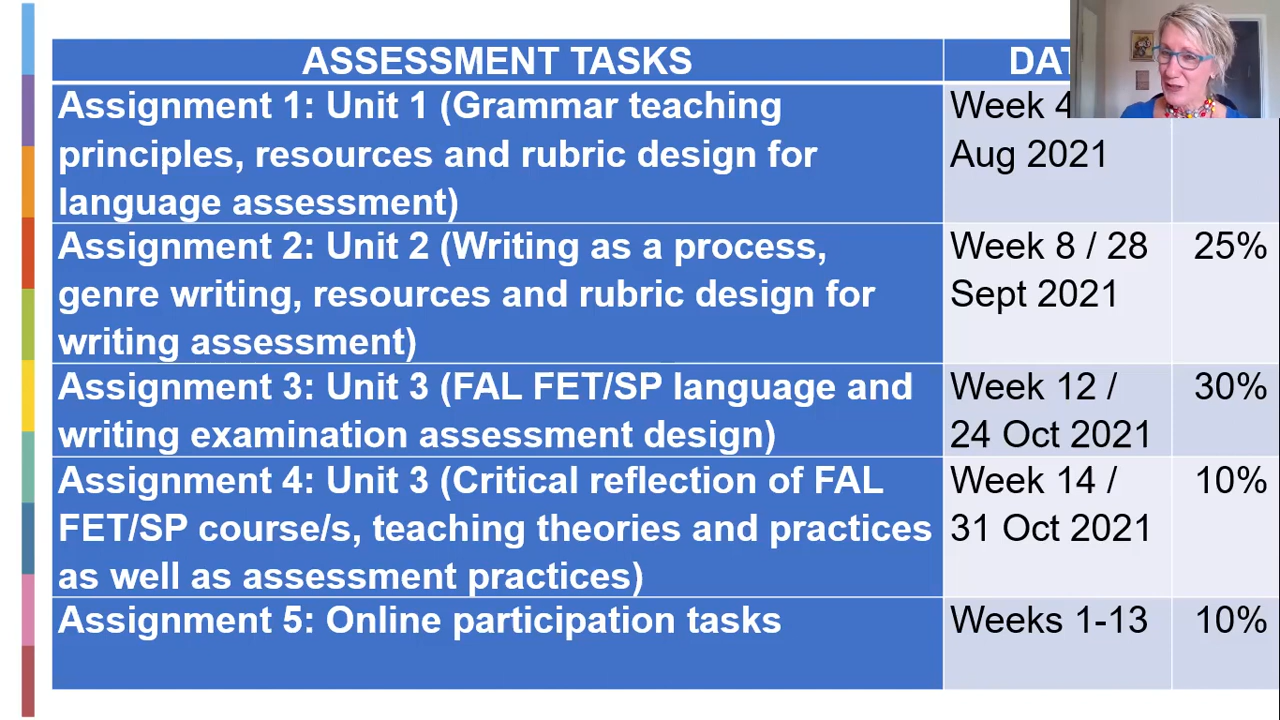 ASSESSMENT TASKS
Assignment 1: Unit 1 (Grammar teaching
principles, resources and rubric design for
language assessment)
Week 4
Aug 2021
Assignment 2: Unit 2 (Writing as a process,
genre writing, resources and rubric design for
writing assessment)
Week 8 / 28
Sept 2021
25%
Assignment 3: Unit 3 (FAL FET/SP language and
writing examination assessment design)
Week 12 /
24 Oct 2021
30%
Assignment 4: Unit 3 (Critical reflection of FAL
FET/SP course/s, teaching theories and practices
as well as assessment practices)
Week 14 /
31 Oct 2021
10%
Assignment 5: Online participation tasks
Weeks 1-13
10%